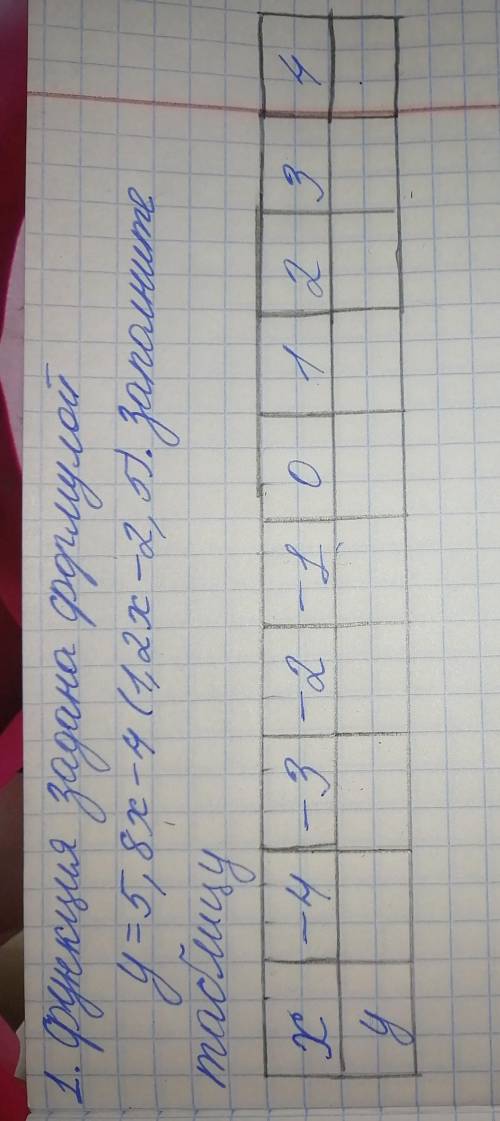 1. Функция задана формулой
y = 5,8x - 4 (1,2x - 2,5). Заполните
таблицу
x -4 -3 -2 -1 0 1 2 3 4
y